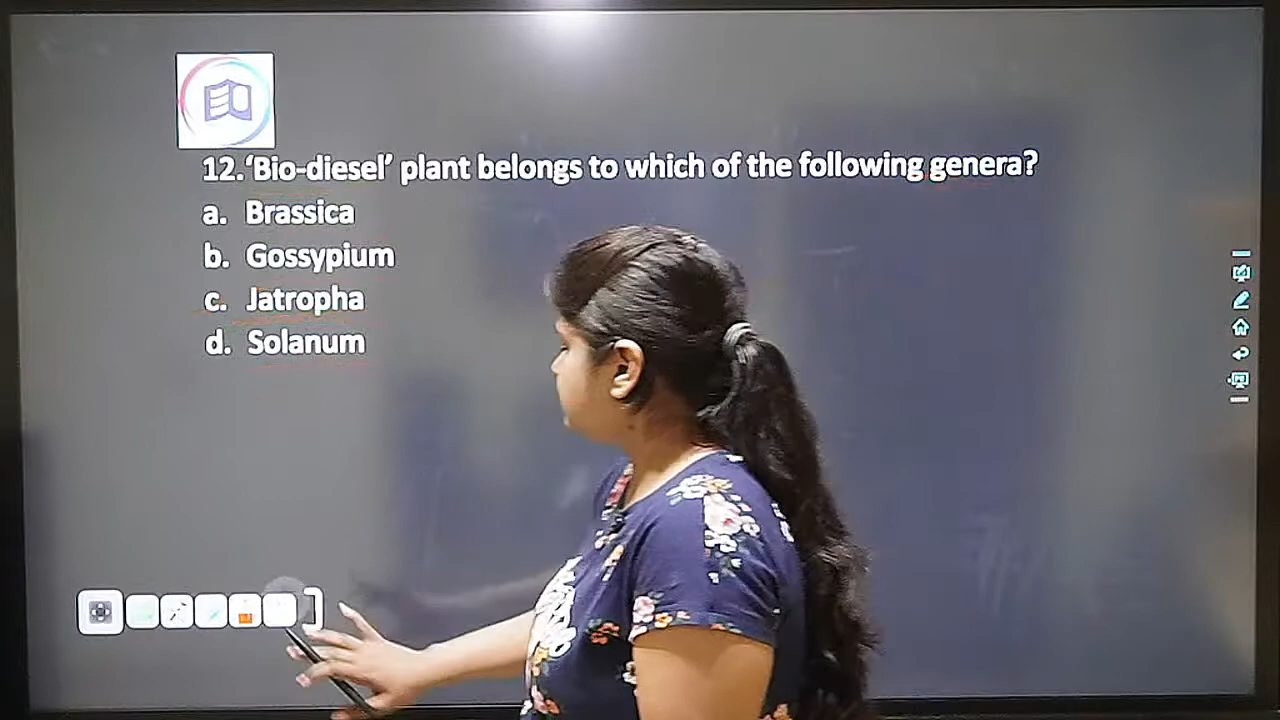 12.‘Bio-diesel’ plant belongs to which of the following genera?
a. Brassica
b. Gossypium
c. Jatropha
d. Solanum